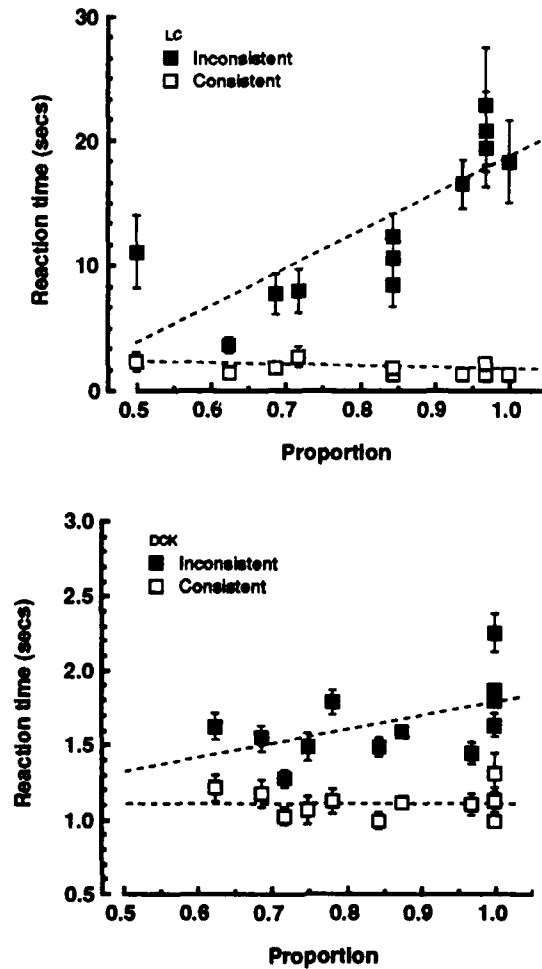 30
LC
Inconsistent
Consistent
20
Reaction time (secs)
10
0
0.5 0.6 0.7 0.8 0.9 1.0
Proportion
3.0
DCK
Inconsistent
2.5
Consistent
2.0
Reaction time (secs)
1.5
1.0
0.5
0.5 0.6 0.7 0.8 0.9 1.0
Proportion